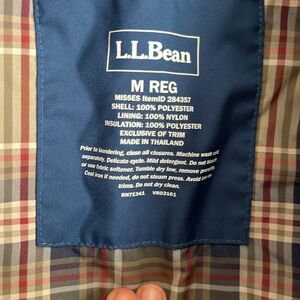 L.L.Bean
M REG
MISSES ItemID 284357
SHELL: 100% POLYESTER
LINING: 100% NYLON
INSULATION: 100% POLYESTER
EXCLUSIVE OF TRIM
MADE IN THAILAND
Prior to laundering, close all closures. Machine wash cold,
separately. Delicate cycle. Mild detergent. Do not bleach
or use fabric softener. Tumble dry low, remove promptly.
Cool iron if needed, do not steam press. Avoid
trims. Do not dry clean.
RN71341 VN03161